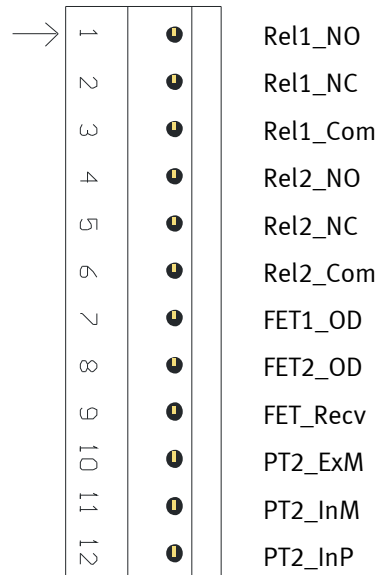 1 Rel1_NO
2 Rel1_NC
3 Rel1_Com
4 Rel2_NO
5 Rel2_NC
6 Rel2_Com
7 FET1_OD
8 FET2_OD
9 FET_Recv
10 PT2_ExM
11 PT2_InM
12 PT2_InP